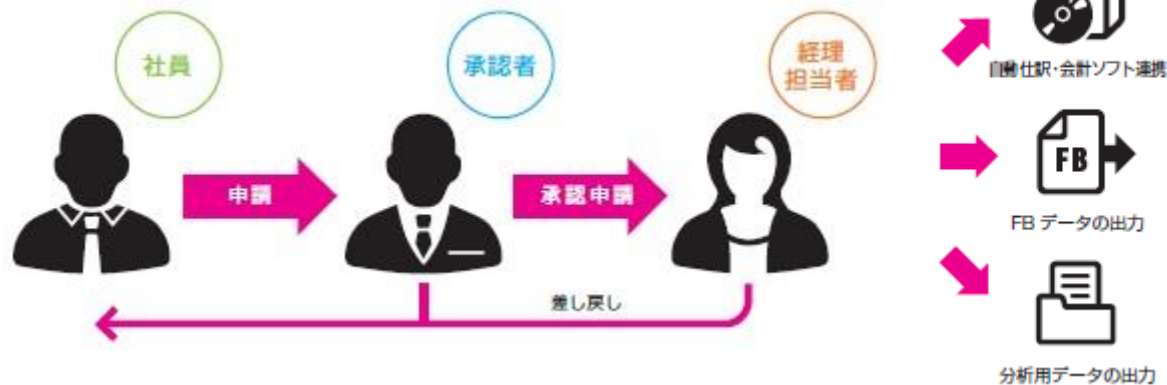 社員
承認者
経理
担当者
申請
承認申請
差し戻し
自動仕訳・会計ソフト連携
FB
FB データの出力
分析用データの出力